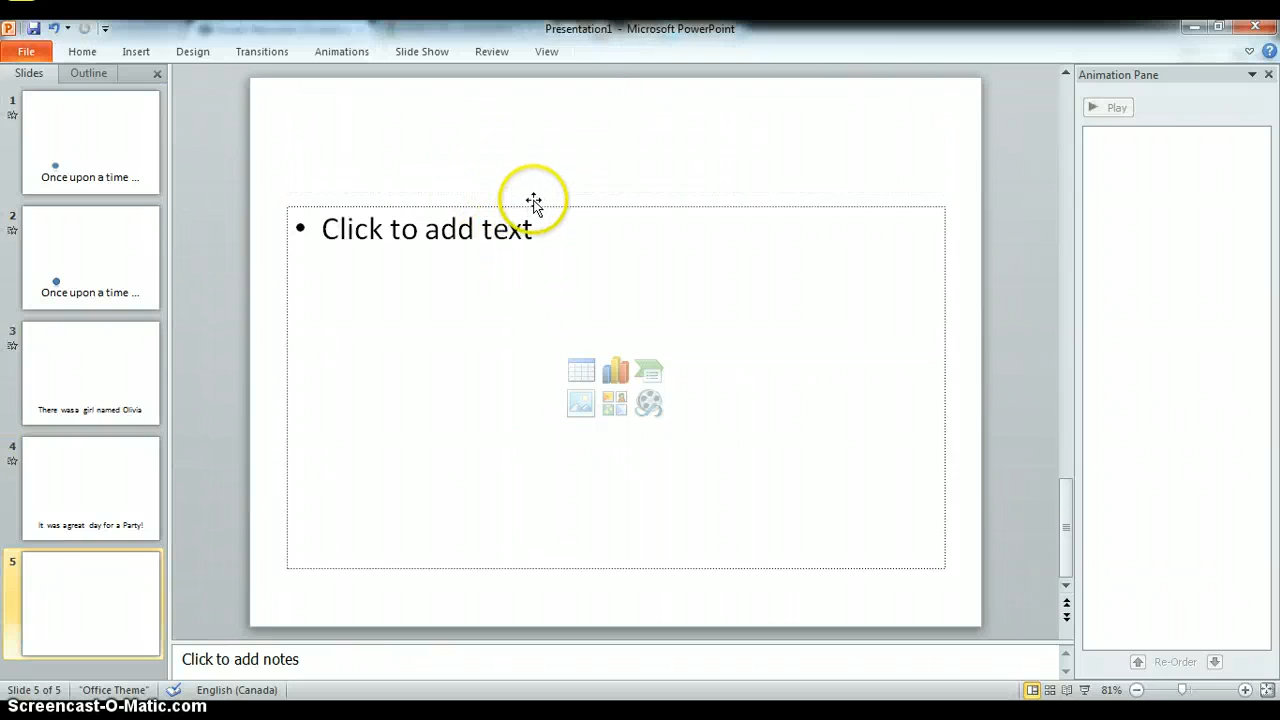 Presentation1 - Microsoft PowerPoint
File Home Insert Design Transitions Animations Slide Show Review View
Slides Outline
Animation Pane
Play
1
Once upon a time ...
2
Once upon a time ...
3
There was a girl named Olivia
4
It was a great day for a Party!
5
• Click to add text
Click to add notes
Re-Order
Slide 5 of 5 "Office Theme" English (Canada) 81%
Screencast-O-Matic.com